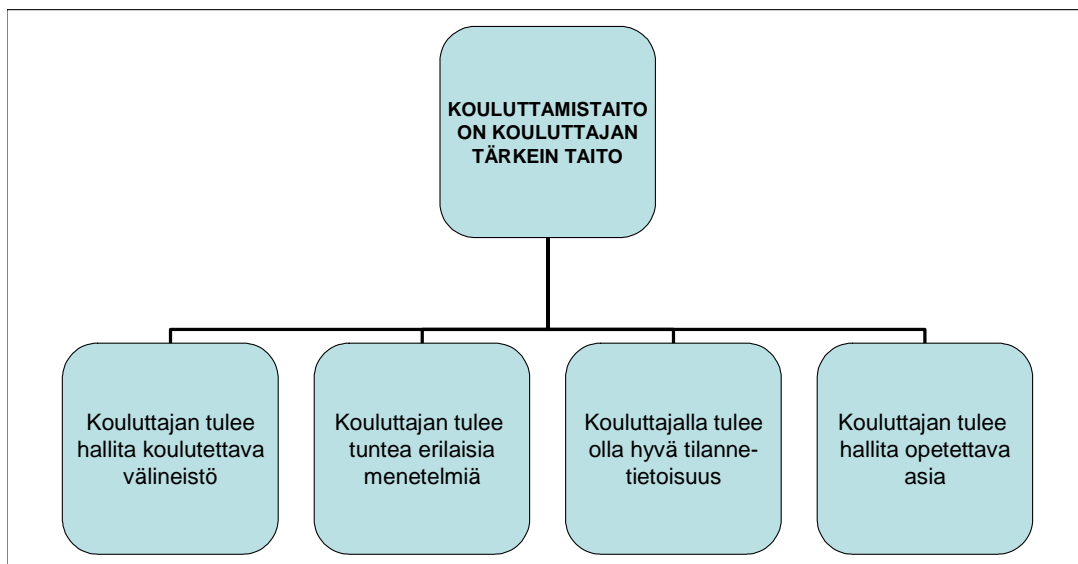 KOULUTTAMISTAITO
ON KOULUTTAJAN
TÄRKEIN TAITO
Kouluttajan tulee
hallita koulutettava
välineistö
Kouluttajan tulee
tuntea erilaisia
menetelmiä
Kouluttajalla tulee
olla hyvä tilanne-
tietoisuus
Kouluttajan tulee
hallita opetettava
asia